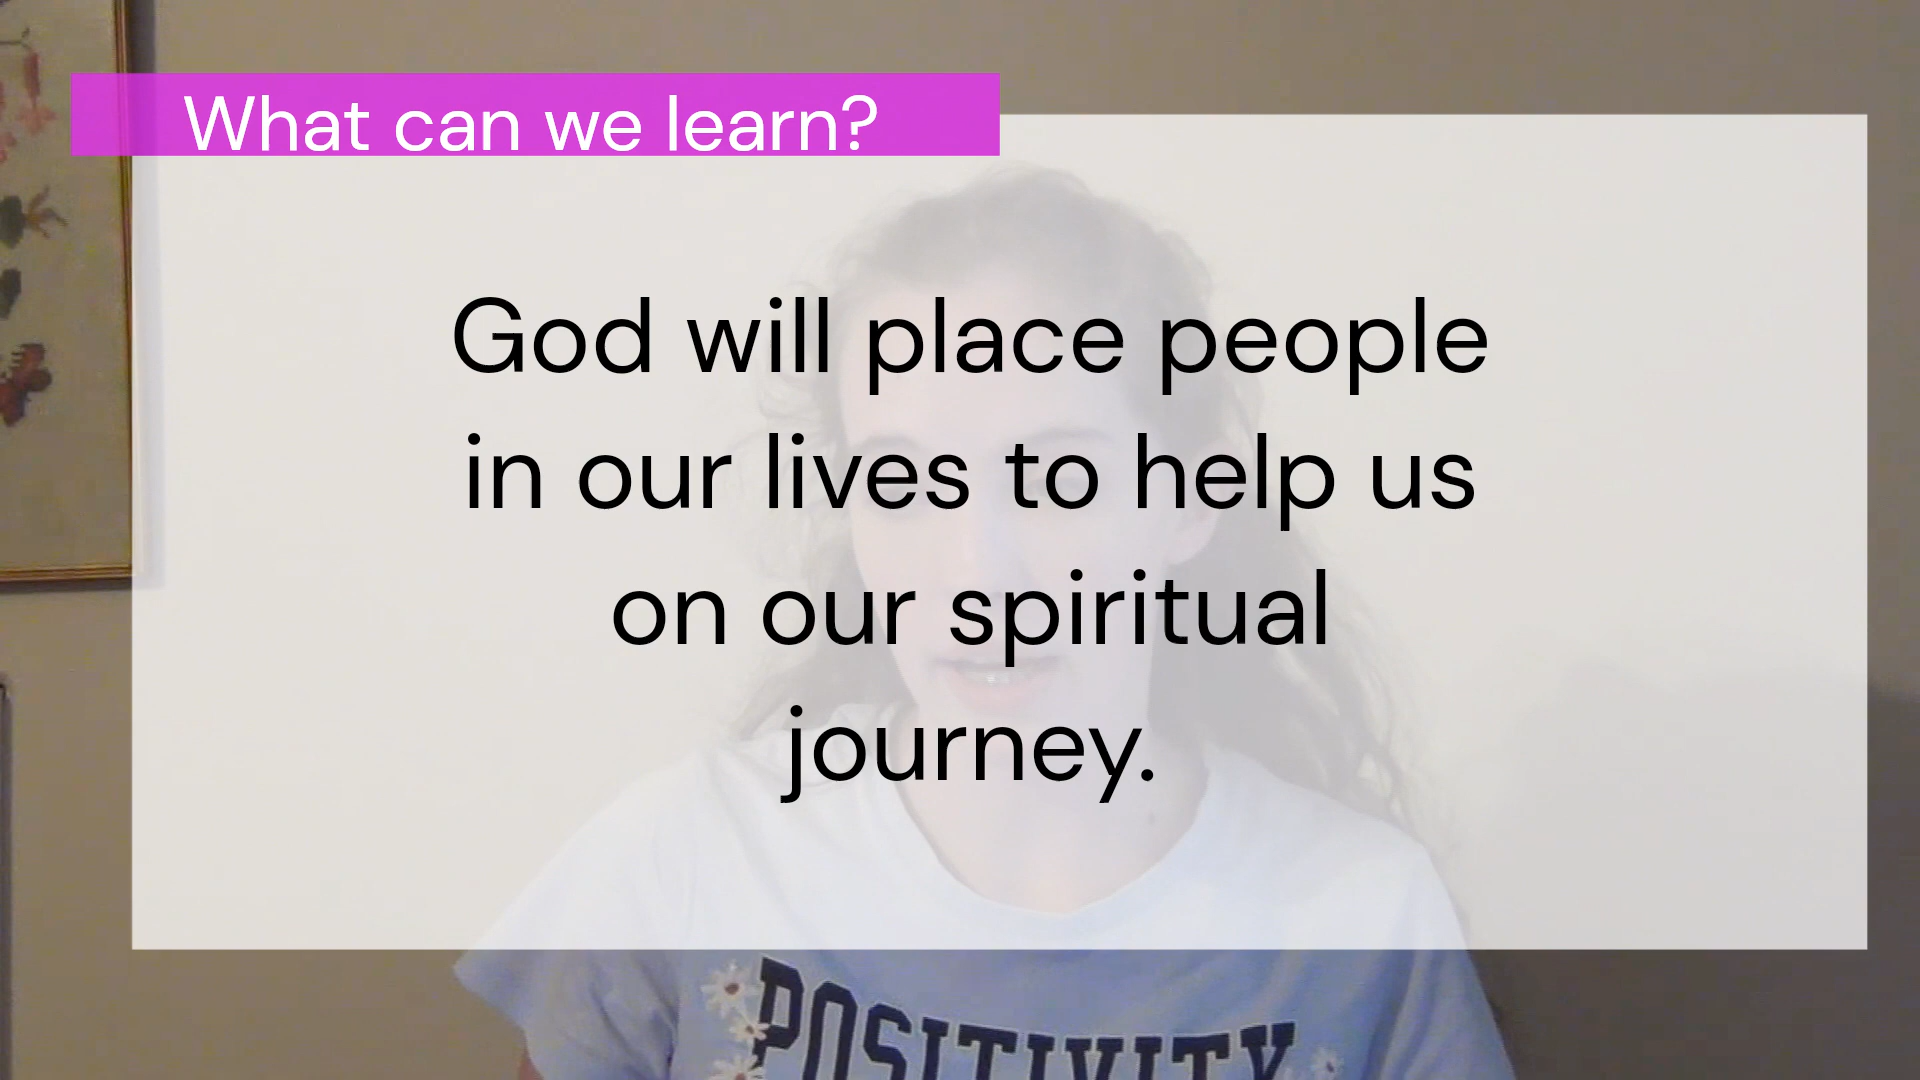 What can we learn?
God will place people
in our lives to help us
on our spiritual
journey.
POSITIVITY